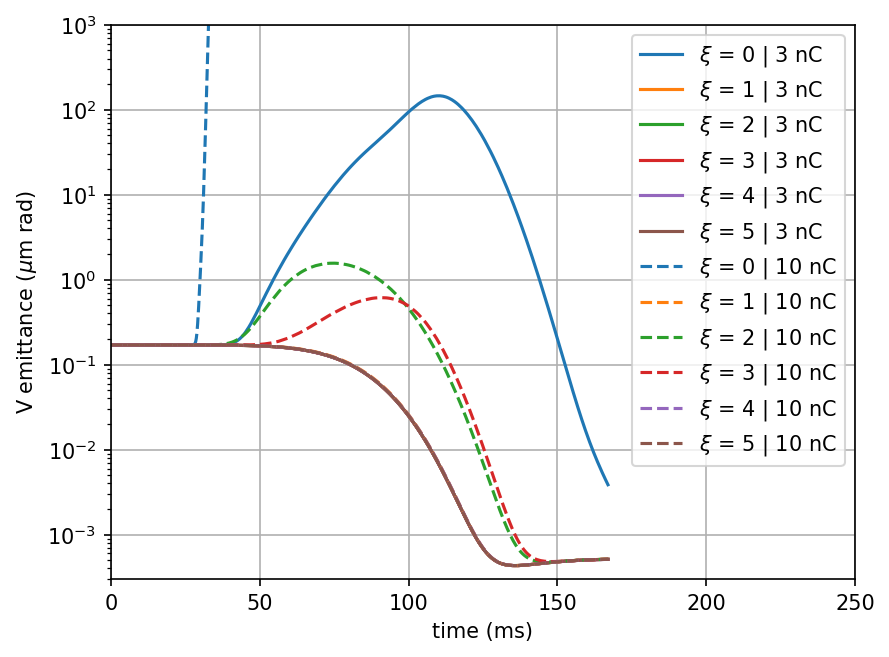 10³
10²
10¹
10⁰
10⁻¹
10⁻²
10⁻³
V emittance (μm rad)
0
50
100
150
200
250
time (ms)
ξ = 0 | 3 nC
ξ = 1 | 3 nC
ξ = 2 | 3 nC
ξ = 3 | 3 nC
ξ = 4 | 3 nC
ξ = 5 | 3 nC
ξ = 0 | 10 nC
ξ = 1 | 10 nC
ξ = 2 | 10 nC
ξ = 3 | 10 nC
ξ = 4 | 10 nC
ξ = 5 | 10 nC